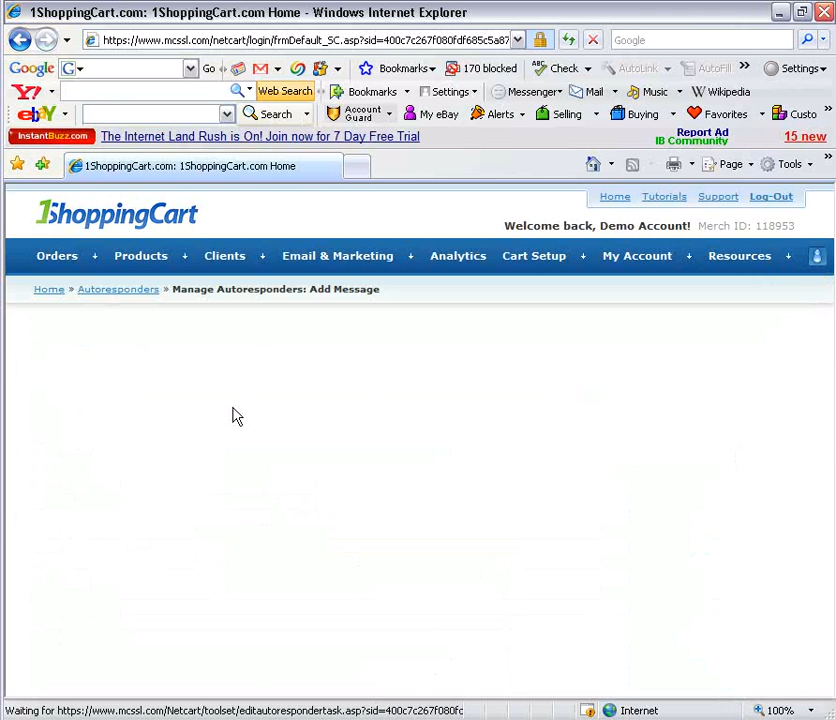 1ShoppingCart.com: 1ShoppingCart.com Home - Windows Internet Explorer
https://www.mcssl.com/netcart/login/frmDefault_SC.asp?sid=400c7c267f080fdf685c5a87 Google
Google G Go Bookmarks 170 blocked Check AutoLink AutoFill Settings
Y! Web Search Bookmarks Settings Messenger Mail Music Wikipedia
eBay Search Account Guard My eBay Alerts Selling Buying Favorites Custo
InstantBuzz.com The Internet Land Rush is On! Join now for 7 Day Free Trial Report Ad IB Community 15 new
1ShoppingCart.com: 1ShoppingCart.com Home Page Tools
Home Tutorials Support Log-Out
1ShoppingCart
Welcome back, Demo Account! Merch ID: 118953
Orders Products Clients Email & Marketing Analytics Cart Setup My Account Resources
Home » Autoresponders » Manage Autoresponders: Add Message
Waiting for https://www.mcssl.com/Netcart/toolset/editautorespondertask.asp?sid=400c7c267f080fc Internet 100%